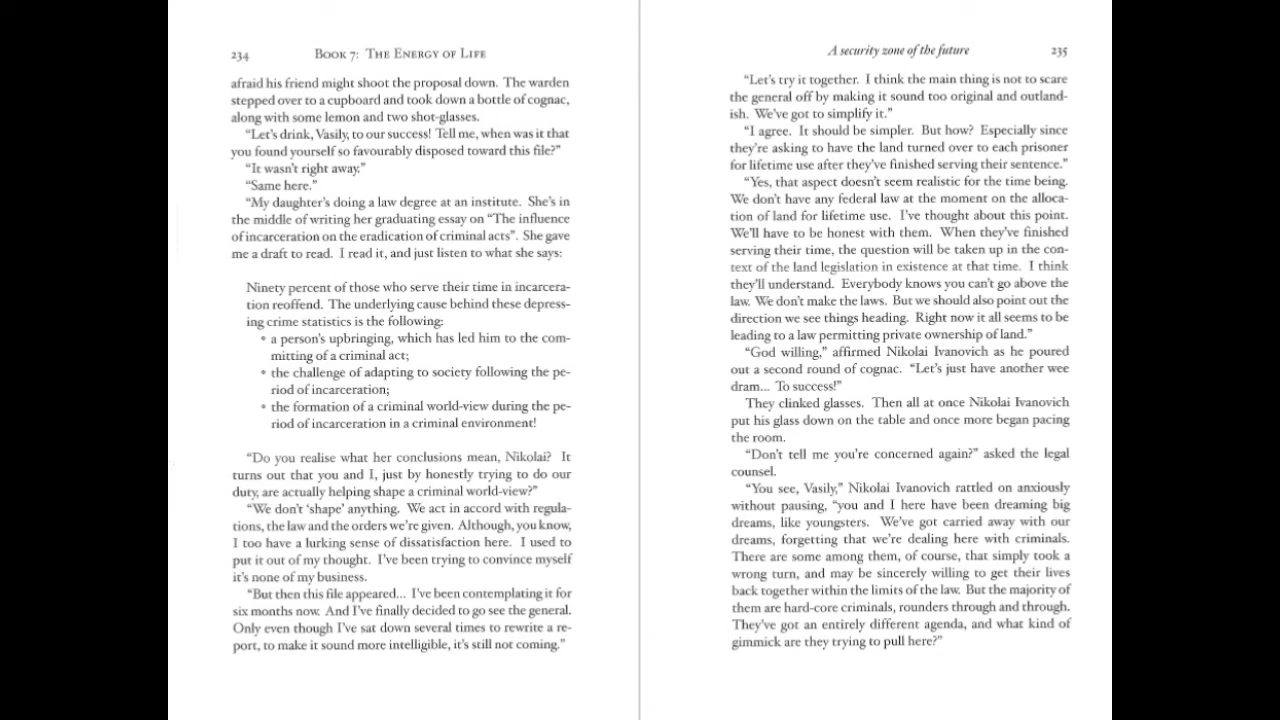 234 BOOK 7: THE ENERGY OF LIFE
afraid his friend might shoot the proposal down. The warden
stepped over to a cupboard and took down a bottle of cognac,
along with some lemon and two shot-glasses.
“Let’s drink, Vasily, to our success! Tell me, when was it that
you found yourself so favourably disposed toward this file?”
“It wasn’t right away.”
“Same here.”
“My daughter’s doing a law degree at an institute. She’s in
the middle of writing her graduating essay on “The influence
of incarceration on the eradication of criminal acts”. She gave
me a draft to read. I read it, and just listen to what she says:
Ninety percent of those who serve their time in incarcera-
tion reoffend. The underlying cause behind these depress-
ing crime statistics is the following:
• a person’s upbringing, which has led him to the com-
mitting of a criminal act;
• the challenge of adapting to society following the pe-
riod of incarceration;
• the formation of a criminal world-view during the pe-
riod of incarceration in a criminal environment!
“Do you realise what her conclusions mean, Nikolai? It
turns out that you and I, just by honestly trying to do our
duty, are actually helping shape a criminal world-view?”
“We don’t ‘shape’ anything. We act in accord with regula-
tions, the law and the orders we’re given. Although, you know,
I too have a lurking sense of dissatisfaction here. I used to
put it out of my thought. I’ve been trying to convince myself
it’s none of my business.
“But then this file appeared... I’ve been contemplating it for
six months now. And I’ve finally decided to go see the general.
Only even though I’ve sat down several times to rewrite a re-
port, to make it sound more intelligible, it’s still not coming.”
A security zone of the future 235
“Let’s try it together. I think the main thing is not to scare
the general off by making it sound too original and outland-
ish. We’ve got to simplify it.”
“I agree. It should be simpler. But how? Especially since
they’re asking to have the land turned over to each prisoner
for lifetime use after they’ve finished serving their sentence.”
“Yes, that aspect doesn’t seem realistic for the time being.
We don’t have any federal law at the moment on the alloca-
tion of land for lifetime use. I’ve thought about this point.
We’ll have to be honest with them. When they’ve finished
serving their time, the question will be taken up in the con-
text of the land legislation in existence at that time. I think
they’ll understand. Everybody knows you can’t go above the
law. We don’t make the laws. But we should also point out the
direction we see things heading. Right now it all seems to be
leading to a law permitting private ownership of land.”
“God willing,” affirmed Nikolai Ivanovich as he poured
out a second round of cognac. “Let’s just have another wee
dram... To success!”
They clinked glasses. Then all at once Nikolai Ivanovich
put his glass down on the table and once more began pacing
the room.
“Don’t tell me you’re concerned again?” asked the legal
counsel.
“You see, Vasily,” Nikolai Ivanovich rattled on anxiously
without pausing, “you and I here have been dreaming big
dreams, like youngsters. We’ve got carried away with our
dreams, forgetting that we’re dealing here with criminals.
There are some among them, of course, that simply took a
wrong turn, and may be sincerely willing to get their lives
back together within the limits of the law. But the majority of
them are hard-core criminals, rounders through and through.
They’ve got an entirely different agenda, and what kind of
gimmick are they trying to pull here?”